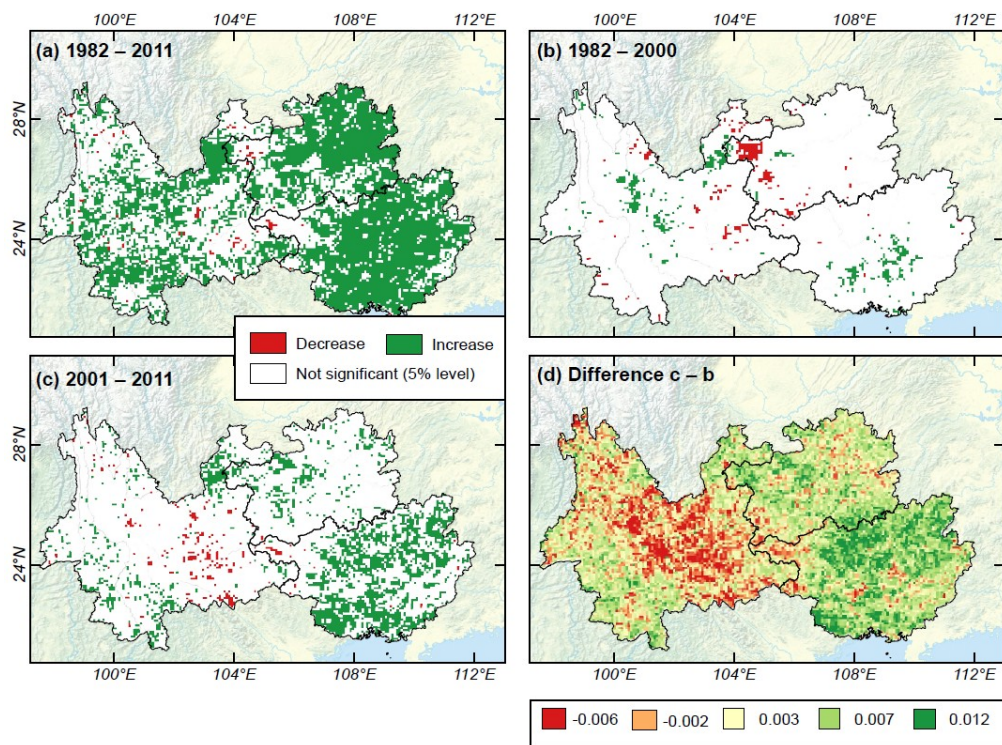 100°E 104°E 108°E 112°E 100°E 104°E 108°E 112°E
(a) 1982 – 2011
(b) 1982 – 2000
28°N
24°N
Decrease Increase
Not significant (5% level)
(c) 2001 – 2011
(d) Difference c – b
28°N
24°N
100°E 104°E 108°E 112°E 100°E 104°E 108°E 112°E
-0.006 -0.002 0.003 0.007 0.012